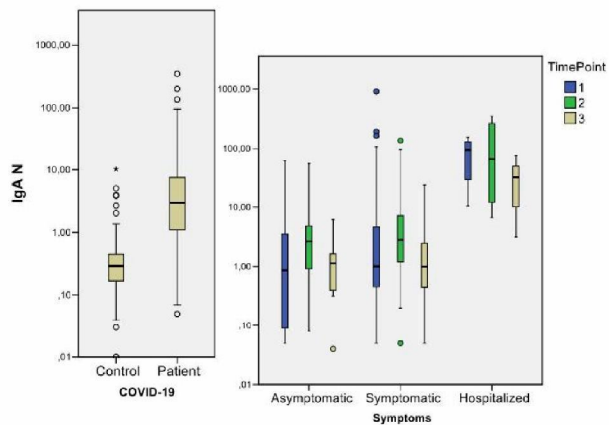 IgA N
1000,00
100,00
10,00
1,00
,10
,01
Control Patient
COVID-19
1000,00
100,00
10,00
1,00
,10
,01
Asymptomatic Symptomatic Hospitalized
Symptoms
TimePoint
1
2
3